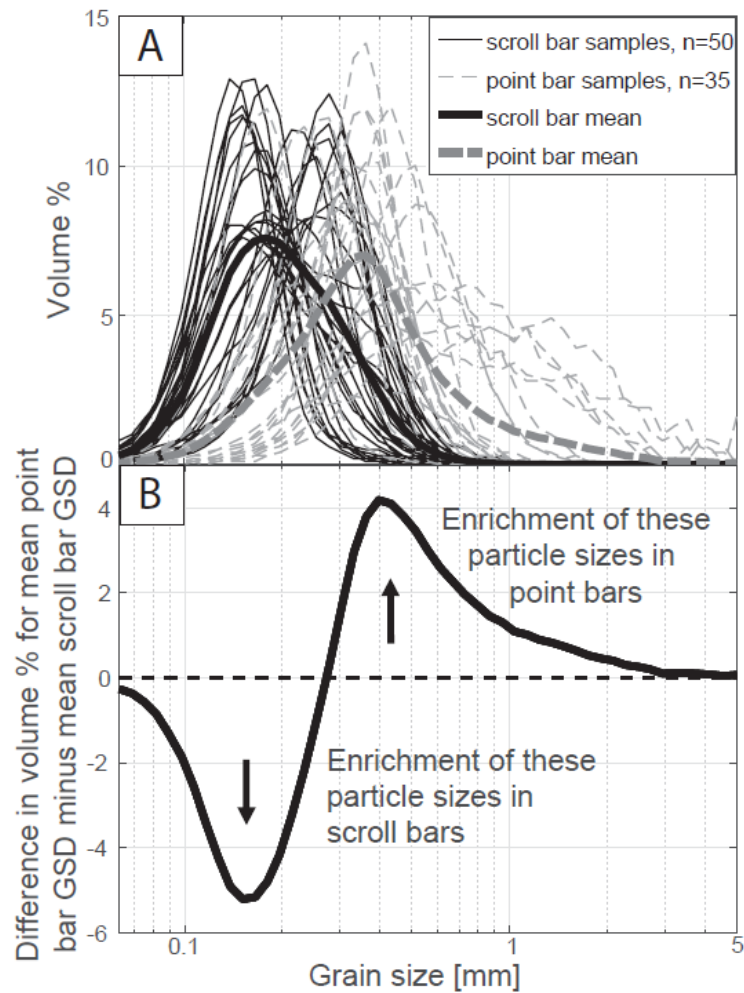 A
scroll bar samples, n=50
point bar samples, n=35
scroll bar mean
point bar mean
15
10
5
0
Volume %
B
Enrichment of these
particle sizes in
point bars
Enrichment of these
particle sizes in
scroll bars
4
2
0
-2
-4
-6
Difference in volume % for mean point
bar GSD minus mean scroll bar GSD
0.1
1
5
Grain size [mm]